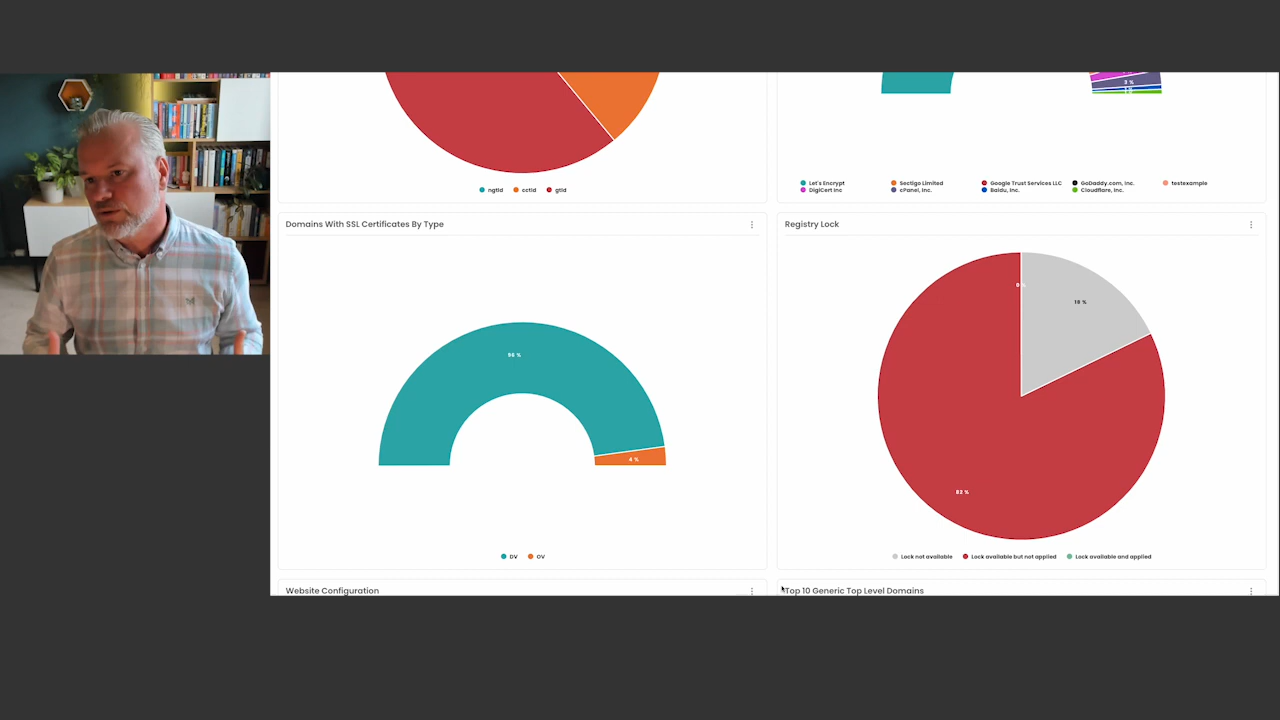 3 %
ngtld cctld gtld
Let's Encrypt Sectigo Limited Google Trust Services LLC GoDaddy.com, Inc. testexample
DigiCert Inc cPanel, Inc. Baidu, Inc. Cloudflare, Inc.
Domains With SSL Certificates By Type
96 %
4 %
DV OV
Registry Lock
0 %
18 %
82 %
Lock not available Lock available but not applied Lock available and applied
Website Configuration
Top 10 Generic Top Level Domains